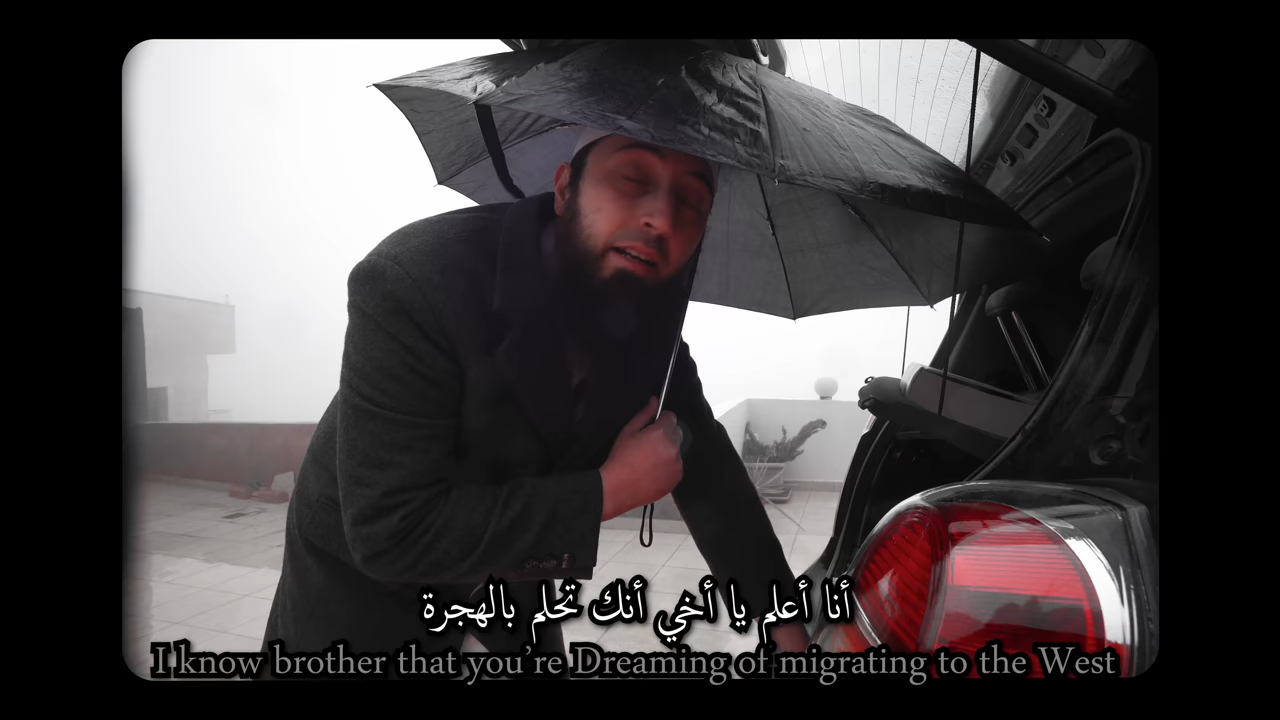 أنا أعلم يا أخي أنك تحلم بالهجرة
I know brother that you're Dreaming of migrating to the West